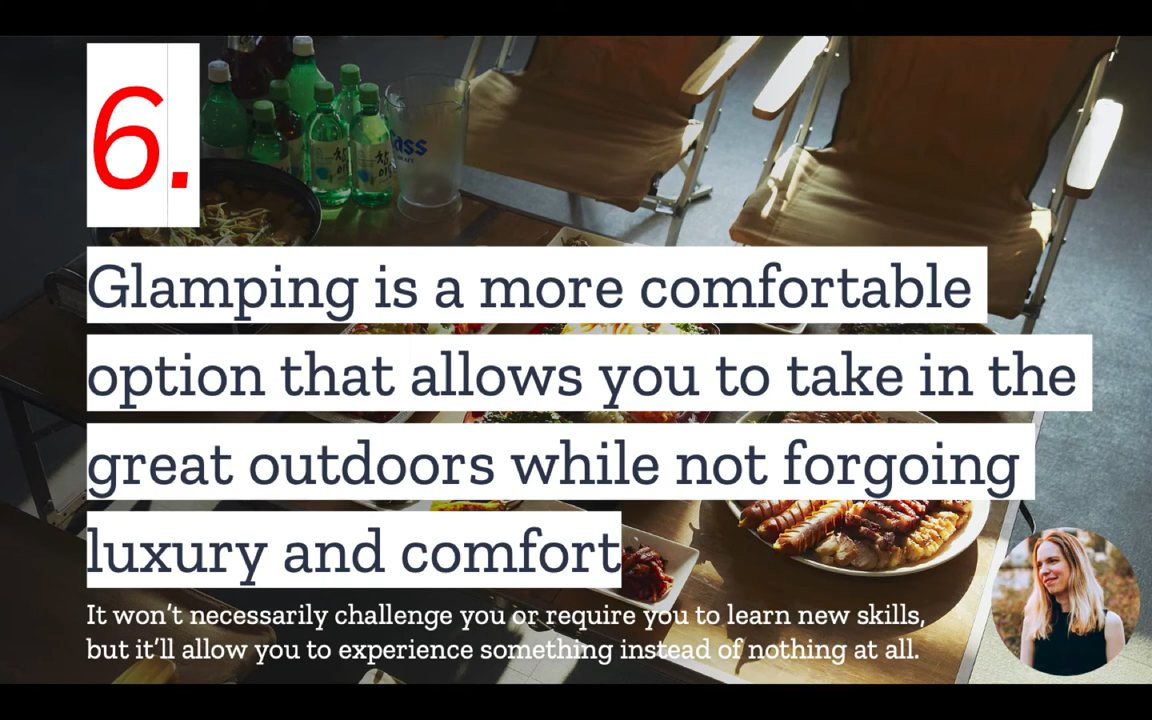 6.
Glamping is a more comfortable
option that allows you to take in the
great outdoors while not forgoing
luxury and comfort
It won’t necessarily challenge you or require you to learn new skills,
but it’ll allow you to experience something instead of nothing at all.